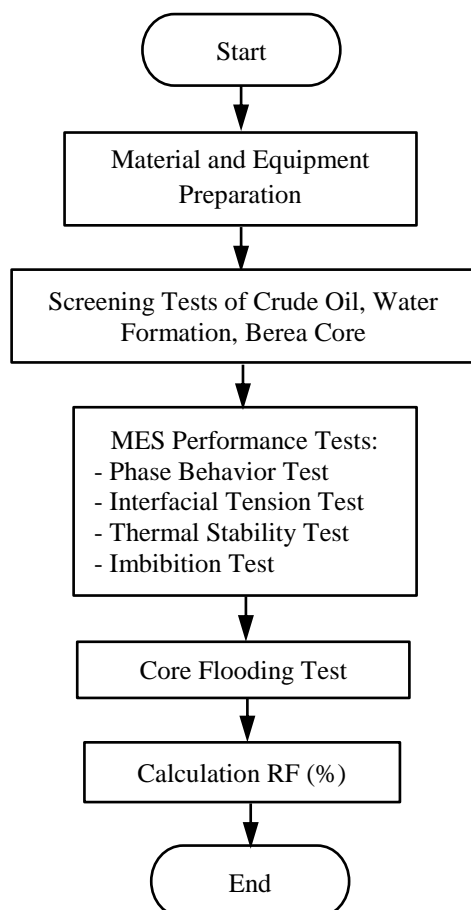 Start
Material and Equipment
Preparation
Screening Tests of Crude Oil, Water
Formation, Berea Core
MES Performance Tests:
- Phase Behavior Test
- Interfacial Tension Test
- Thermal Stability Test
- Imbibition Test
Core Flooding Test
Calculation RF (%)
End